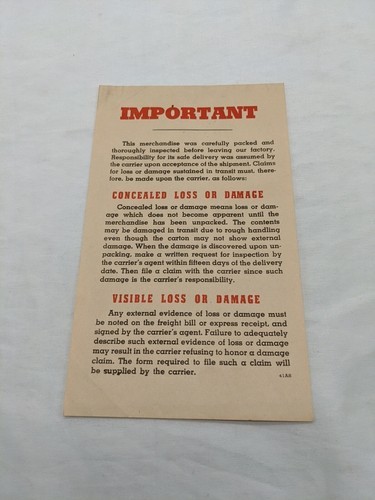 IMPORTANT
This merchandise was carefully packed and
thoroughly inspected before leaving our factory.
Responsibility for its safe delivery was assumed by
the carrier upon acceptance of the shipment. Claims
for loss or damage sustained in transit must, there-
fore, be made upon the carrier, as follows:
CONCEALED LOSS OR DAMAGE
Concealed loss or damage means loss or dam-
age which does not become apparent until the
merchandise has been unpacked. The contents
may be damaged in transit due to rough handling
even though the carton may not show external
damage. When the damage is discovered upon un-
packing, make a written request for inspection by
the carrier's agent within fifteen days of the delivery
date. Then file a claim with the carrier since such
damage is the carrier's responsibility.
VISIBLE LOSS OR DAMAGE
Any external evidence of loss or damage must
be noted on the freight bill or express receipt, and
signed by the carrier's agent. Failure to adequately
describe such external evidence of loss or damage
may result in the carrier refusing to honor a damage
claim. The form required to file such a claim will
be supplied by the carrier.